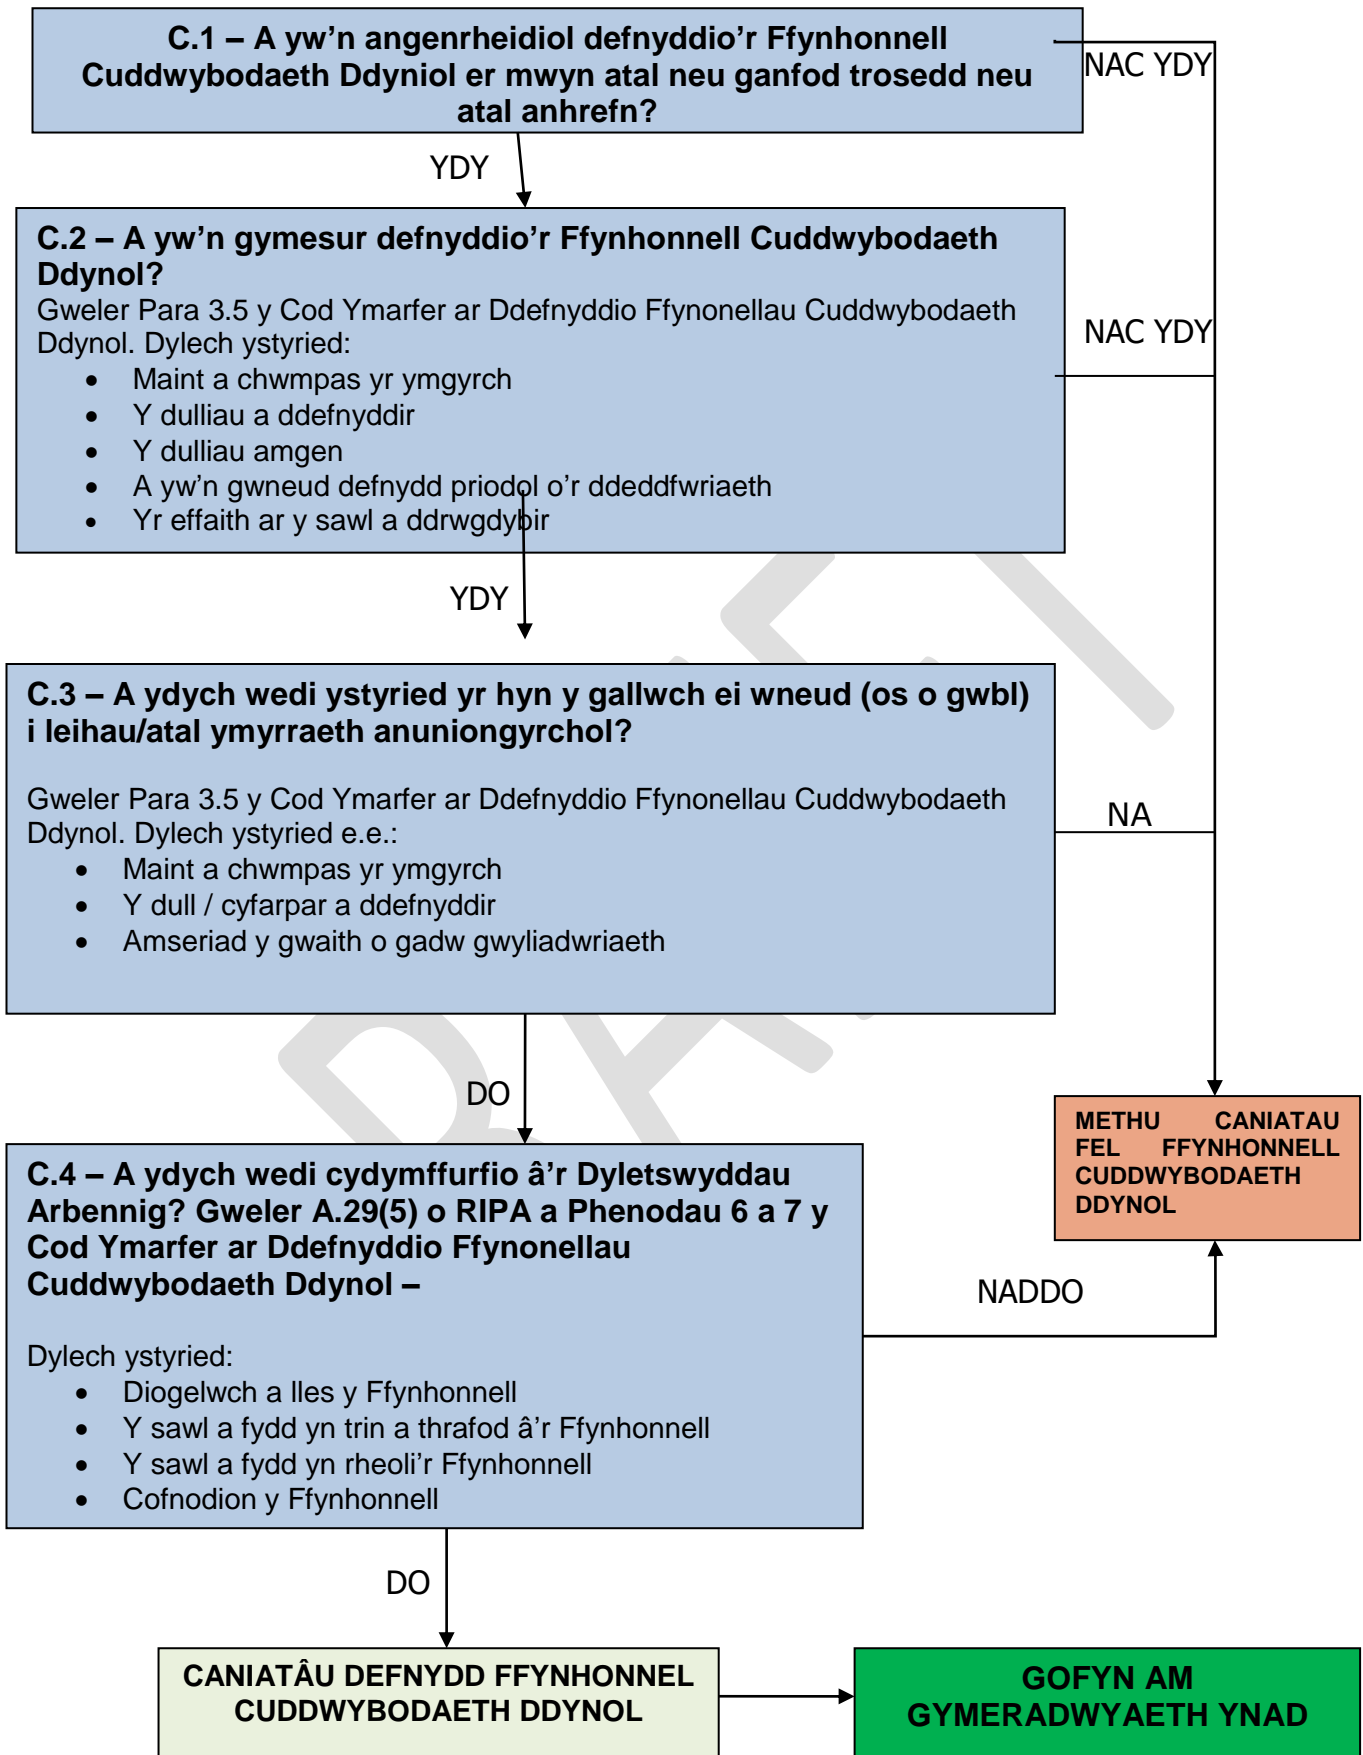 C.1 – A yw'n angenrheidiol defnyddio'r Ffynhonnell
Cuddwybodaeth Ddyniol er mwyn atal neu ganfod trosedd neu
atal anhrefn?
NAC YDY
YDY
C.2 – A yw'n gymesur defnyddio'r Ffynhonnell Cuddwybodaeth
Ddynol?
Gweler Para 3.5 y Cod Ymarfer ar Ddefnyddio Ffynonellau Cuddwybodaeth
Ddynol. Dylech ystyried:
• Maint a chwmpas yr ymgyrch
• Y dulliau a ddefnyddir
• Y dulliau amgen
• A yw'n gwneud defnydd priodol o'r ddeddfwriaeth
• Yr effaith ar y sawl a ddrwgdybir
NAC YDY
YDY
C.3 – A ydych wedi ystyried yr hyn y gallwch ei wneud (os o gwbl)
i leihau/atal ymyrraeth anuniongyrchol?
Gweler Para 3.5 y Cod Ymarfer ar Ddefnyddio Ffynonellau Cuddwybodaeth
Ddynol. Dylech ystyried e.e.:
• Maint a chwmpas yr ymgyrch
• Y dull / cyfarpar a ddefnyddir
• Amseriad y gwaith o gadw gwyliadwriaeth
NA
DO
METHU CANIATAU
FEL FFYNHONNELL
CUDDWYBODAETH
DDYNOL
C.4 – A ydych wedi cydymffurfio â'r Dyletswyddau
Arbennig? Gweler A.29(5) o RIPA a Phenodau 6 a 7 y
Cod Ymarfer ar Ddefnyddio Ffynonellau
Cuddwybodaeth Ddynol –
Dylech ystyried:
• Diogelwch a lles y Ffynhonnell
• Y sawl a fydd yn trin a thrafod â'r Ffynhonnell
• Y sawl a fydd yn rheoli'r Ffynhonnell
• Cofnodion y Ffynhonnell
NADDO
DO
CANIATÂU DEFNYDD FFYNHONNEL
CUDDWYBODAETH DDYNOL
GOFYN AM
GYMERADWYAETH YNAD